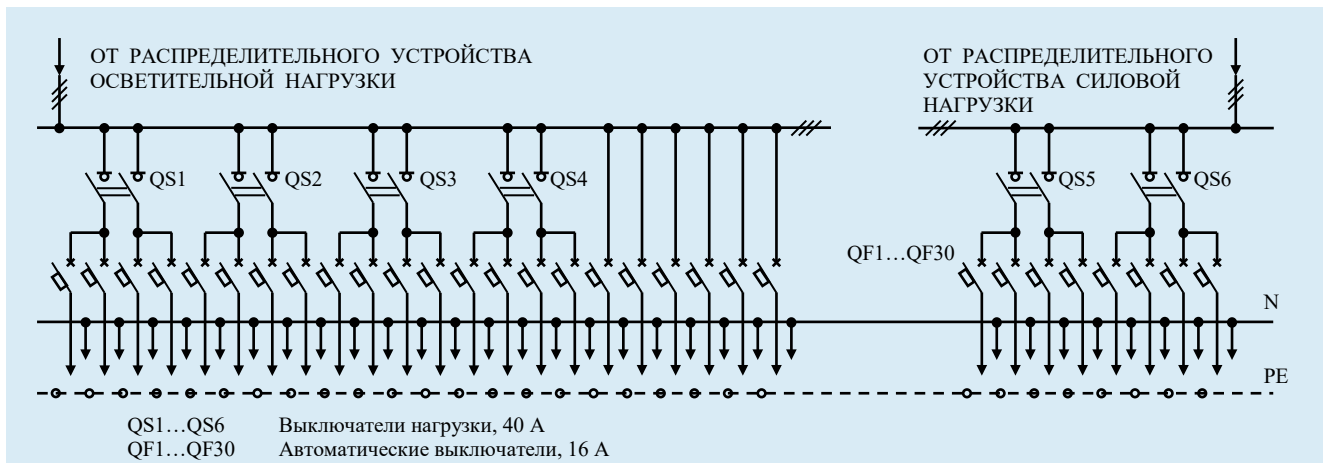 ОТ РАСПРЕДЕЛИТЕЛЬНОГО УСТРОЙСТВА
ОСВЕТИТЕЛЬНОЙ НАГРУЗКИ
ОТ РАСПРЕДЕЛИТЕЛЬНОГО
УСТРОЙСТВА СИЛОВОЙ
НАГРУЗКИ
QS1
QS2
QS3
QS4
QS5
QS6
QF1…QF30
N
PE
QS1…QS6 Выключатели нагрузки, 40 А
QF1…QF30 Автоматические выключатели, 16 А